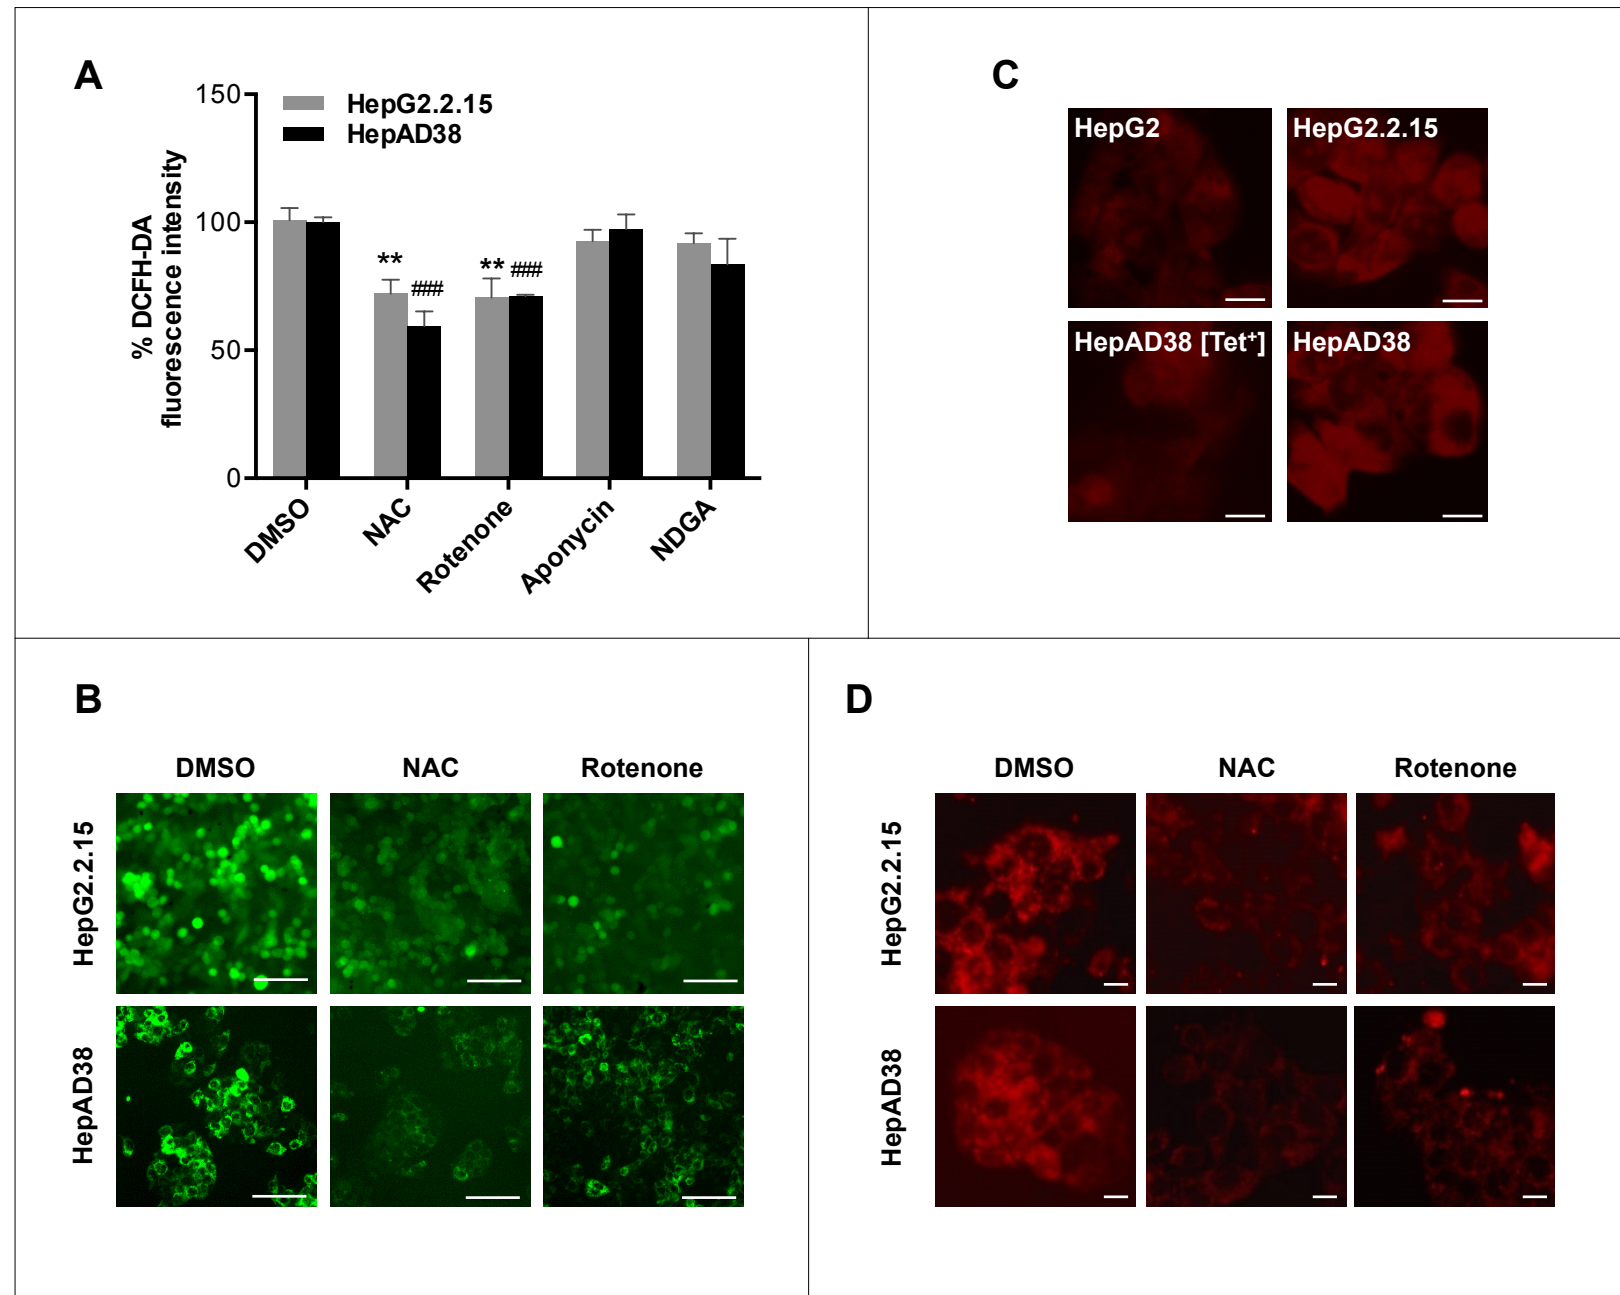 A
150
100
50
0
% DCFH-DA
fluorescence intensity
HepG2.2.15
HepAD38
**
###
**
###
DMSO
NAC
Rotenone
Aponycin
NDGA
C
HepG2
HepG2.2.15
HepAD38 [Tet⁺]
HepAD38
B
DMSO
NAC
Rotenone
HepG2.2.15
HepAD38
D
DMSO
NAC
Rotenone
HepG2.2.15
HepAD38